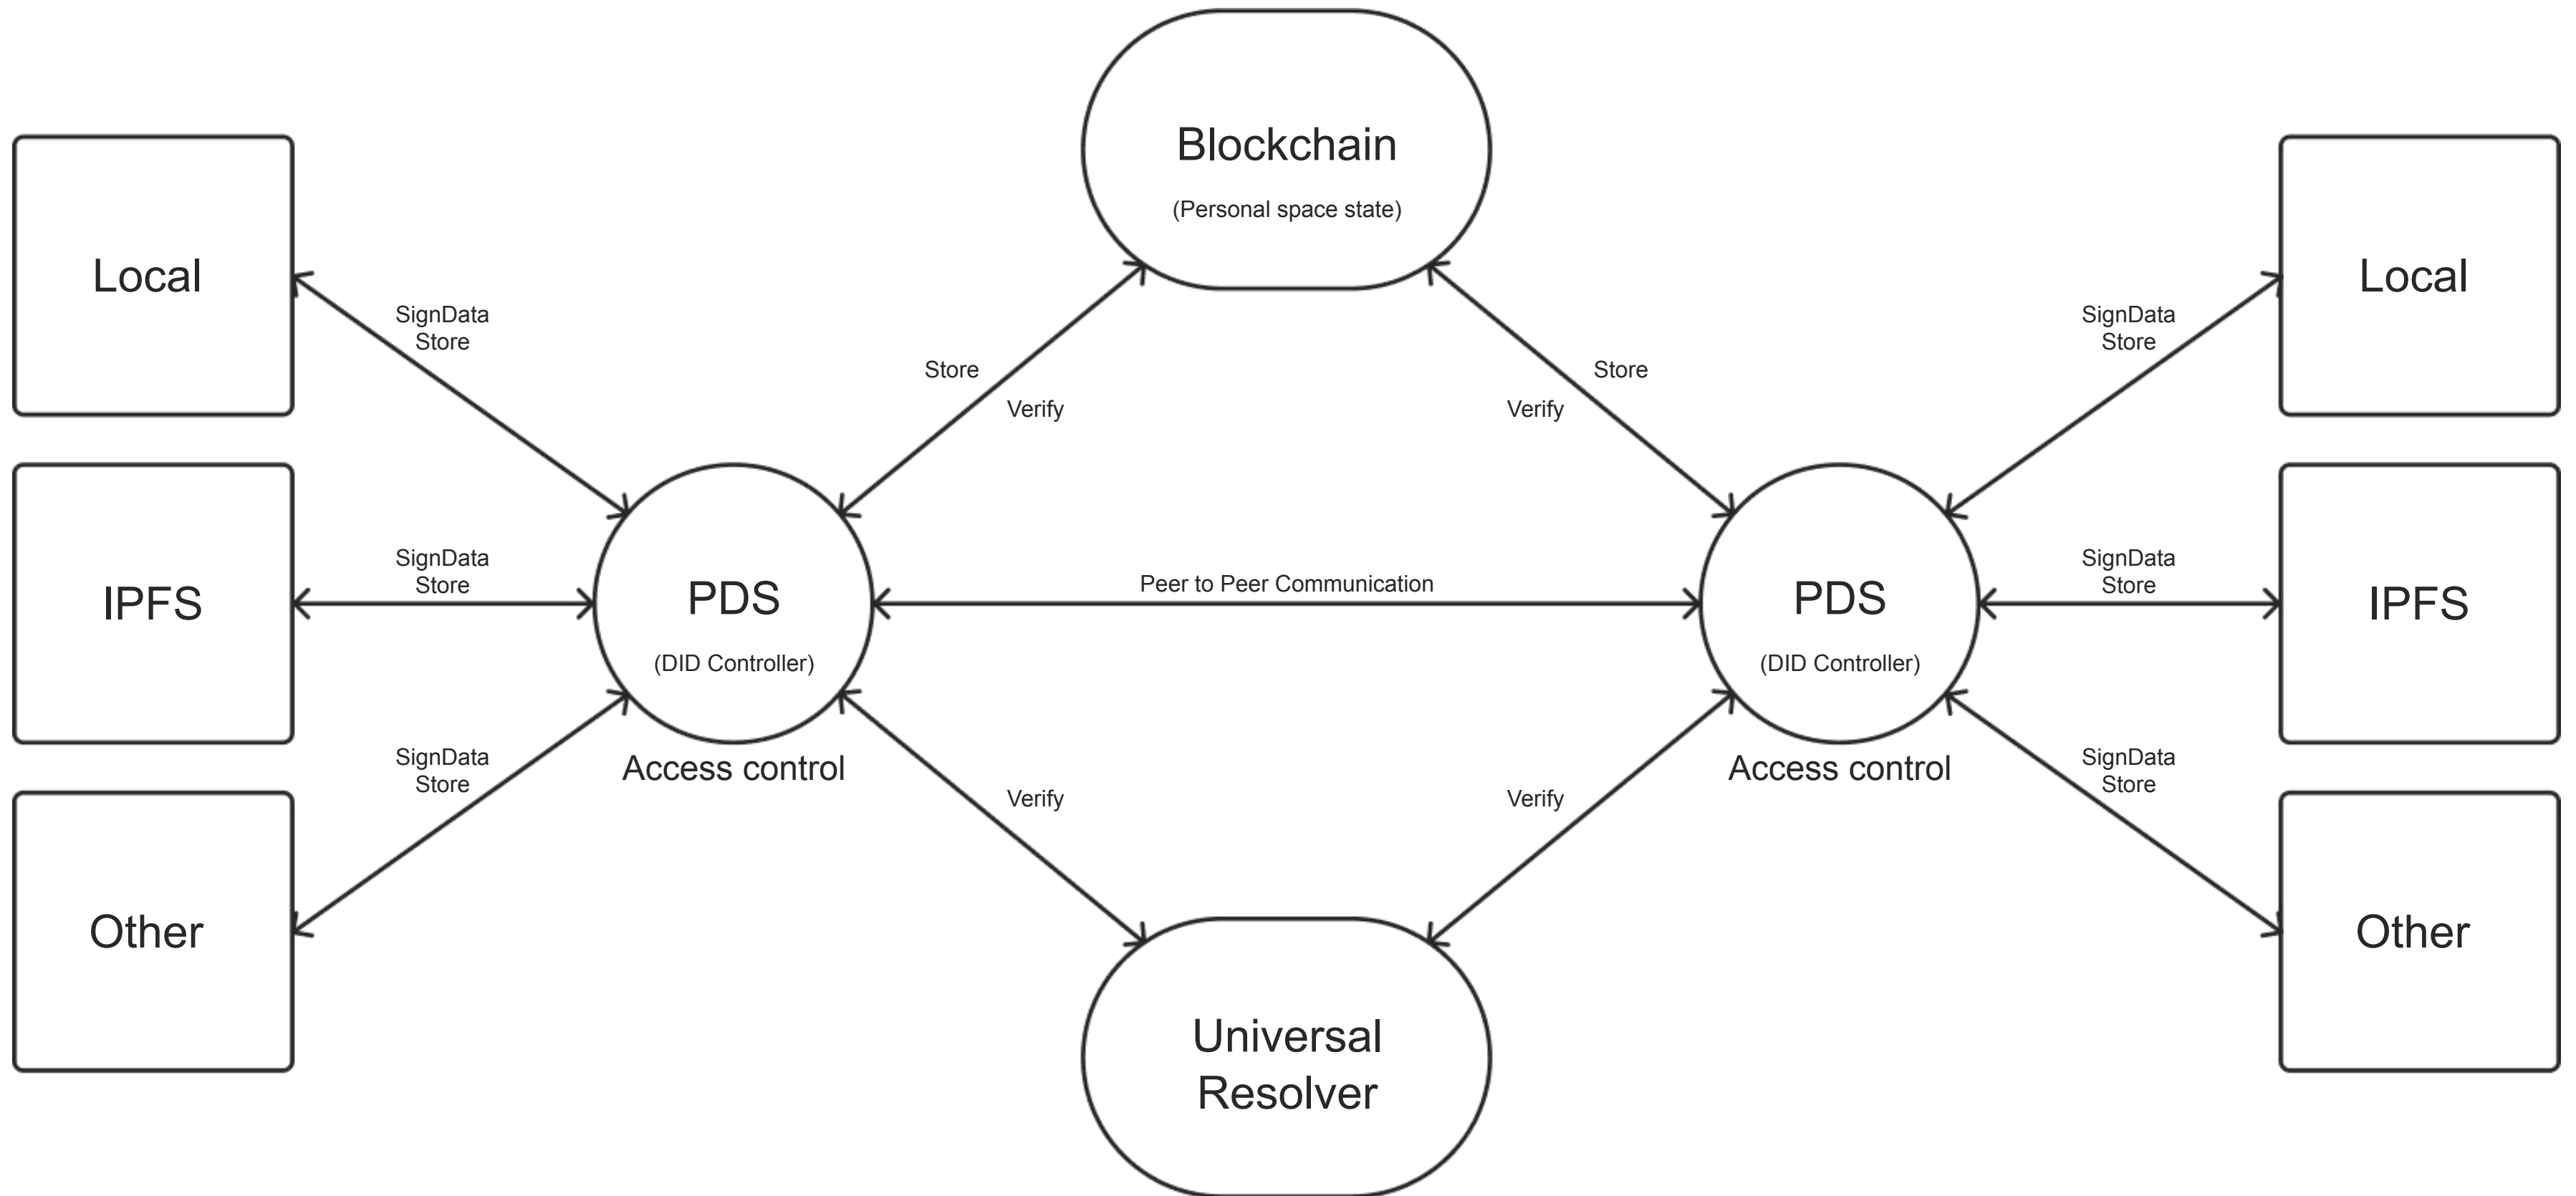 Blockchain
(Personal space state)
Local
Local
SignData
Store
SignData
Store
Store
Store
Verify
Verify
IPFS
SignData
Store
PDS
(DID Controller)
Access control
Peer to Peer Communication
PDS
(DID Controller)
Access control
SignData
Store
IPFS
SignData
Store
Verify
Verify
SignData
Store
Other
Other
Universal
Resolver